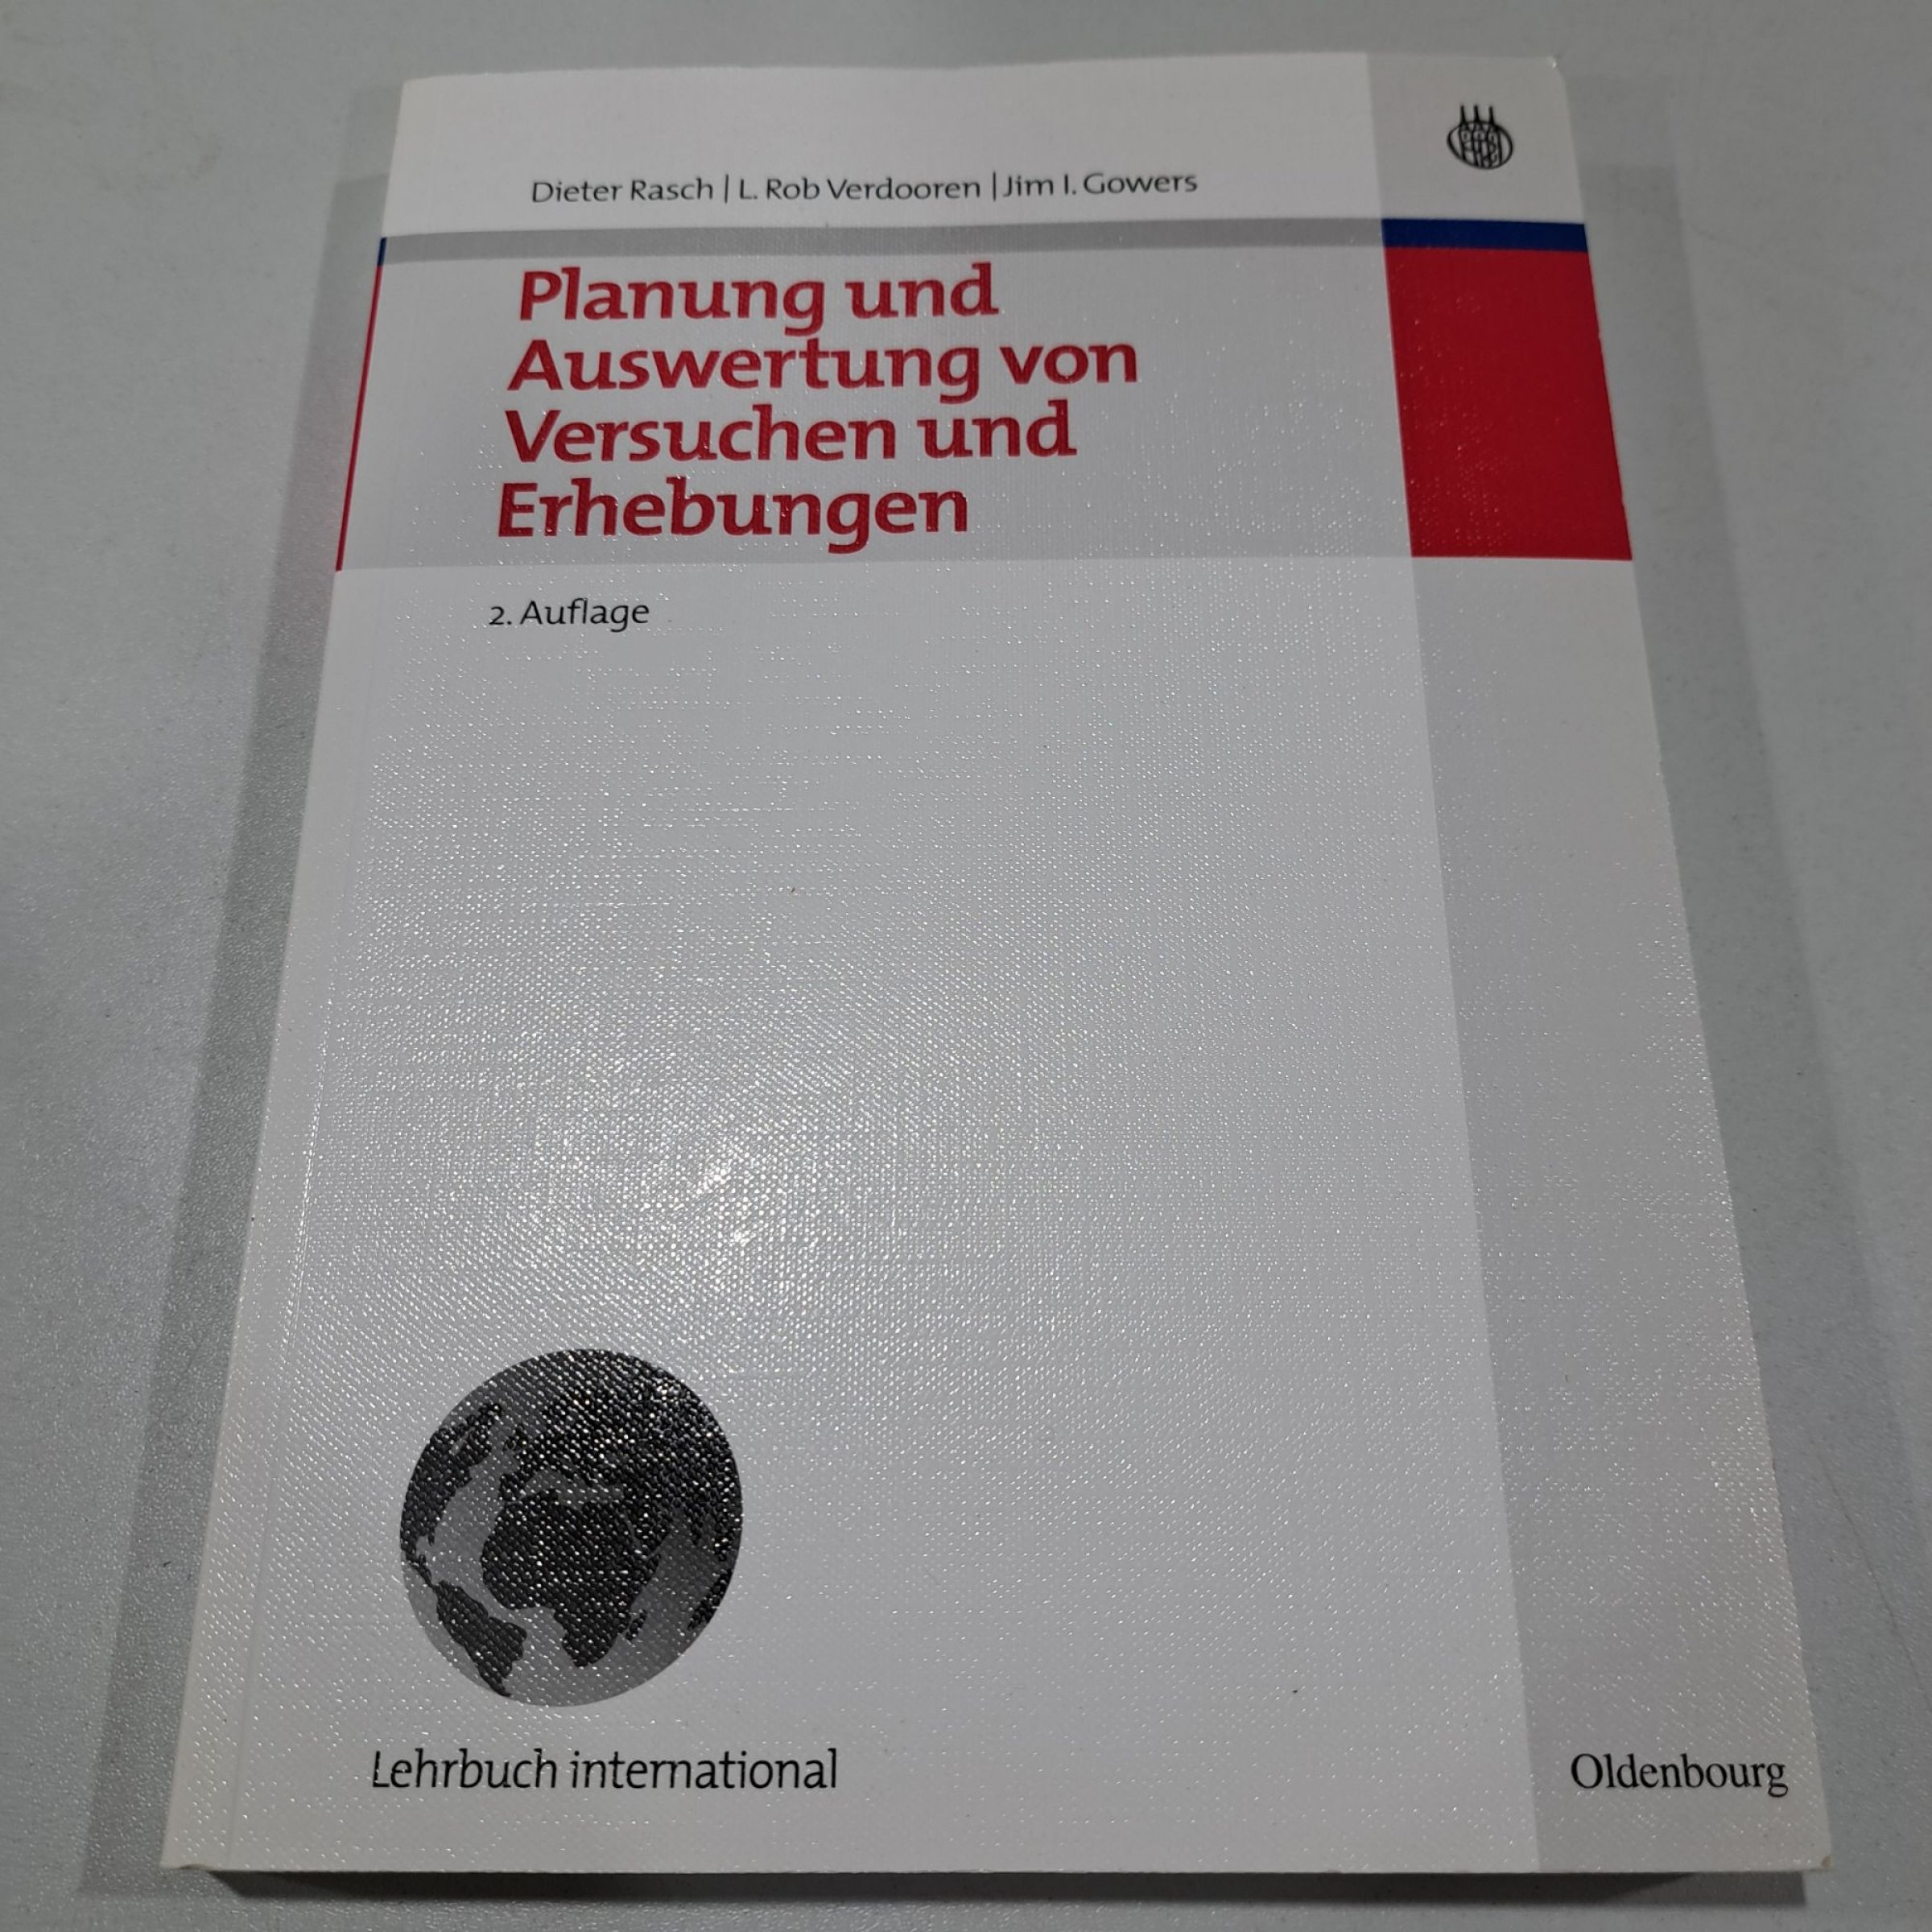 Dieter Rasch | L. Rob Verdooren | Jim I. Gowers
Planung und
Auswertung von
Versuchen und
Erhebungen
2. Auflage
Lehrbuch international
Oldenbourg